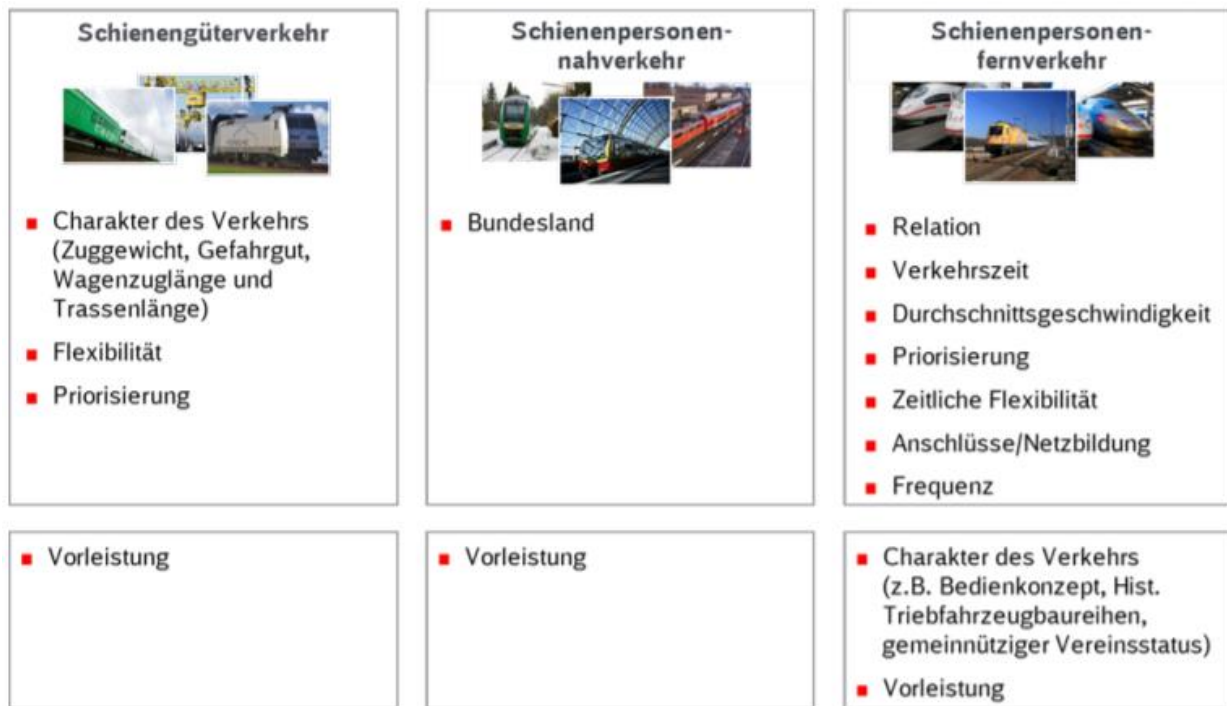 Schienengüterverkehr
Charakter des Verkehrs
(Zuggewicht, Gefahrgut,
Wagenzuglänge und
Trassenlänge)
Flexibilität
Priorisierung
Schienenpersonen-
nahverkehr
Bundesland
Schienenpersonen-
fernverkehr
Relation
Verkehrszeit
Durchschnittsgeschwindigkeit
Priorisierung
Zeitliche Flexibilität
Anschlüsse/Netzbildung
Frequenz
Vorleistung
Vorleistung
Charakter des Verkehrs
(z.B. Bedienkonzept, Hist.
Triebfahrzeugbaureihen,
gemeinnütziger Vereinsstatus)
Vorleistung